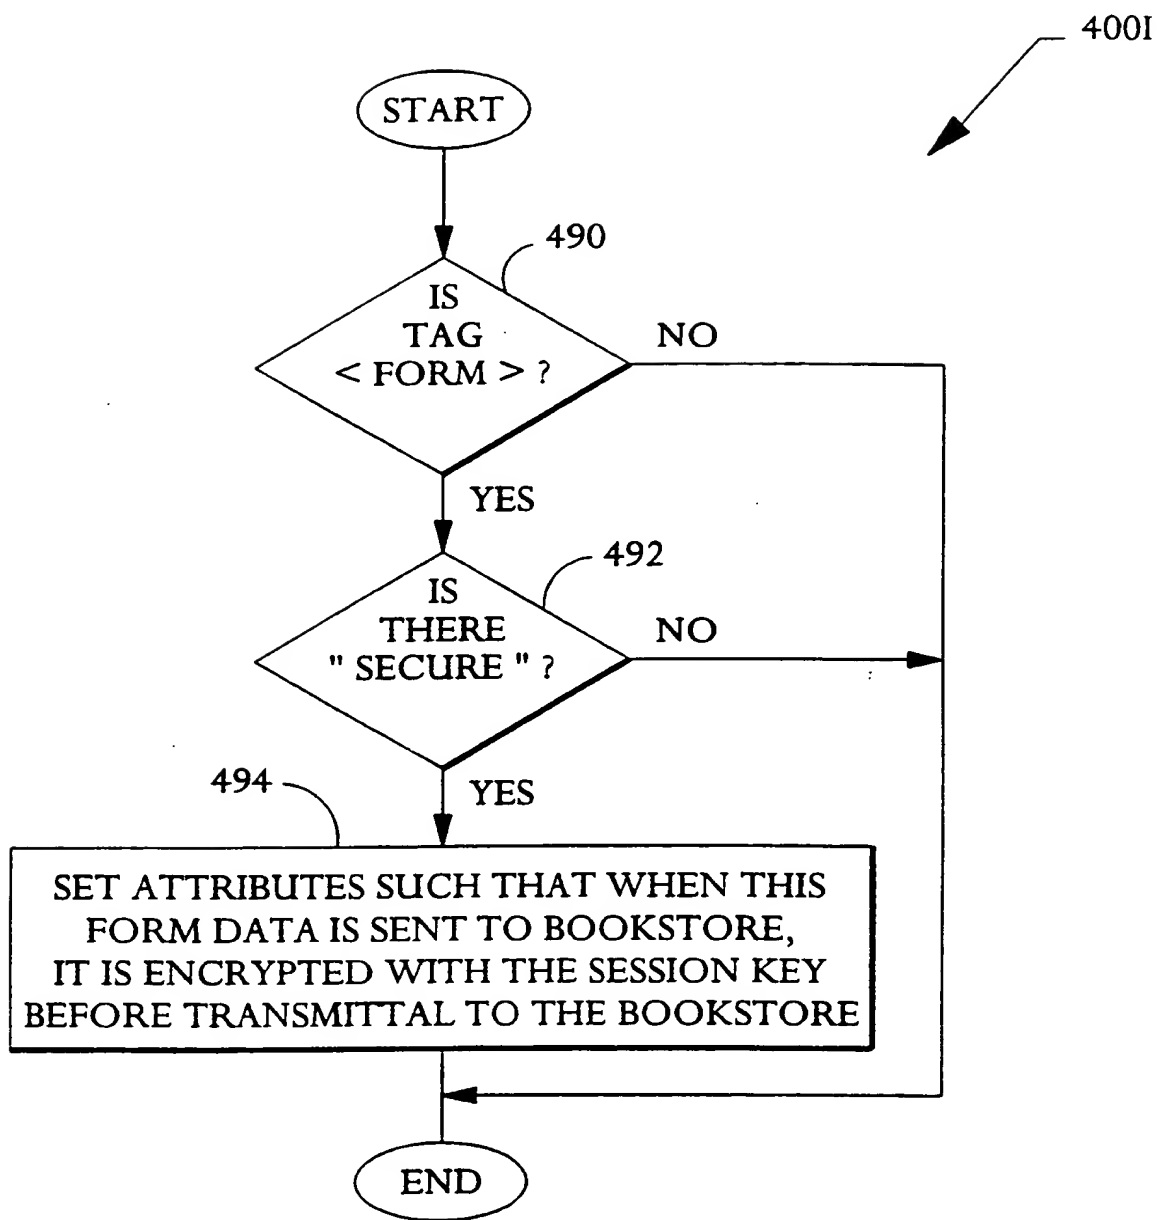 400I
START
490
IS
TAG
< FORM > ?
NO
YES
492
IS
THERE
" SECURE " ?
NO
YES
494
SET ATTRIBUTES SUCH THAT WHEN THIS
FORM DATA IS SENT TO BOOKSTORE,
IT IS ENCRYPTED WITH THE SESSION KEY
BEFORE TRANSMITTAL TO THE BOOKSTORE
END